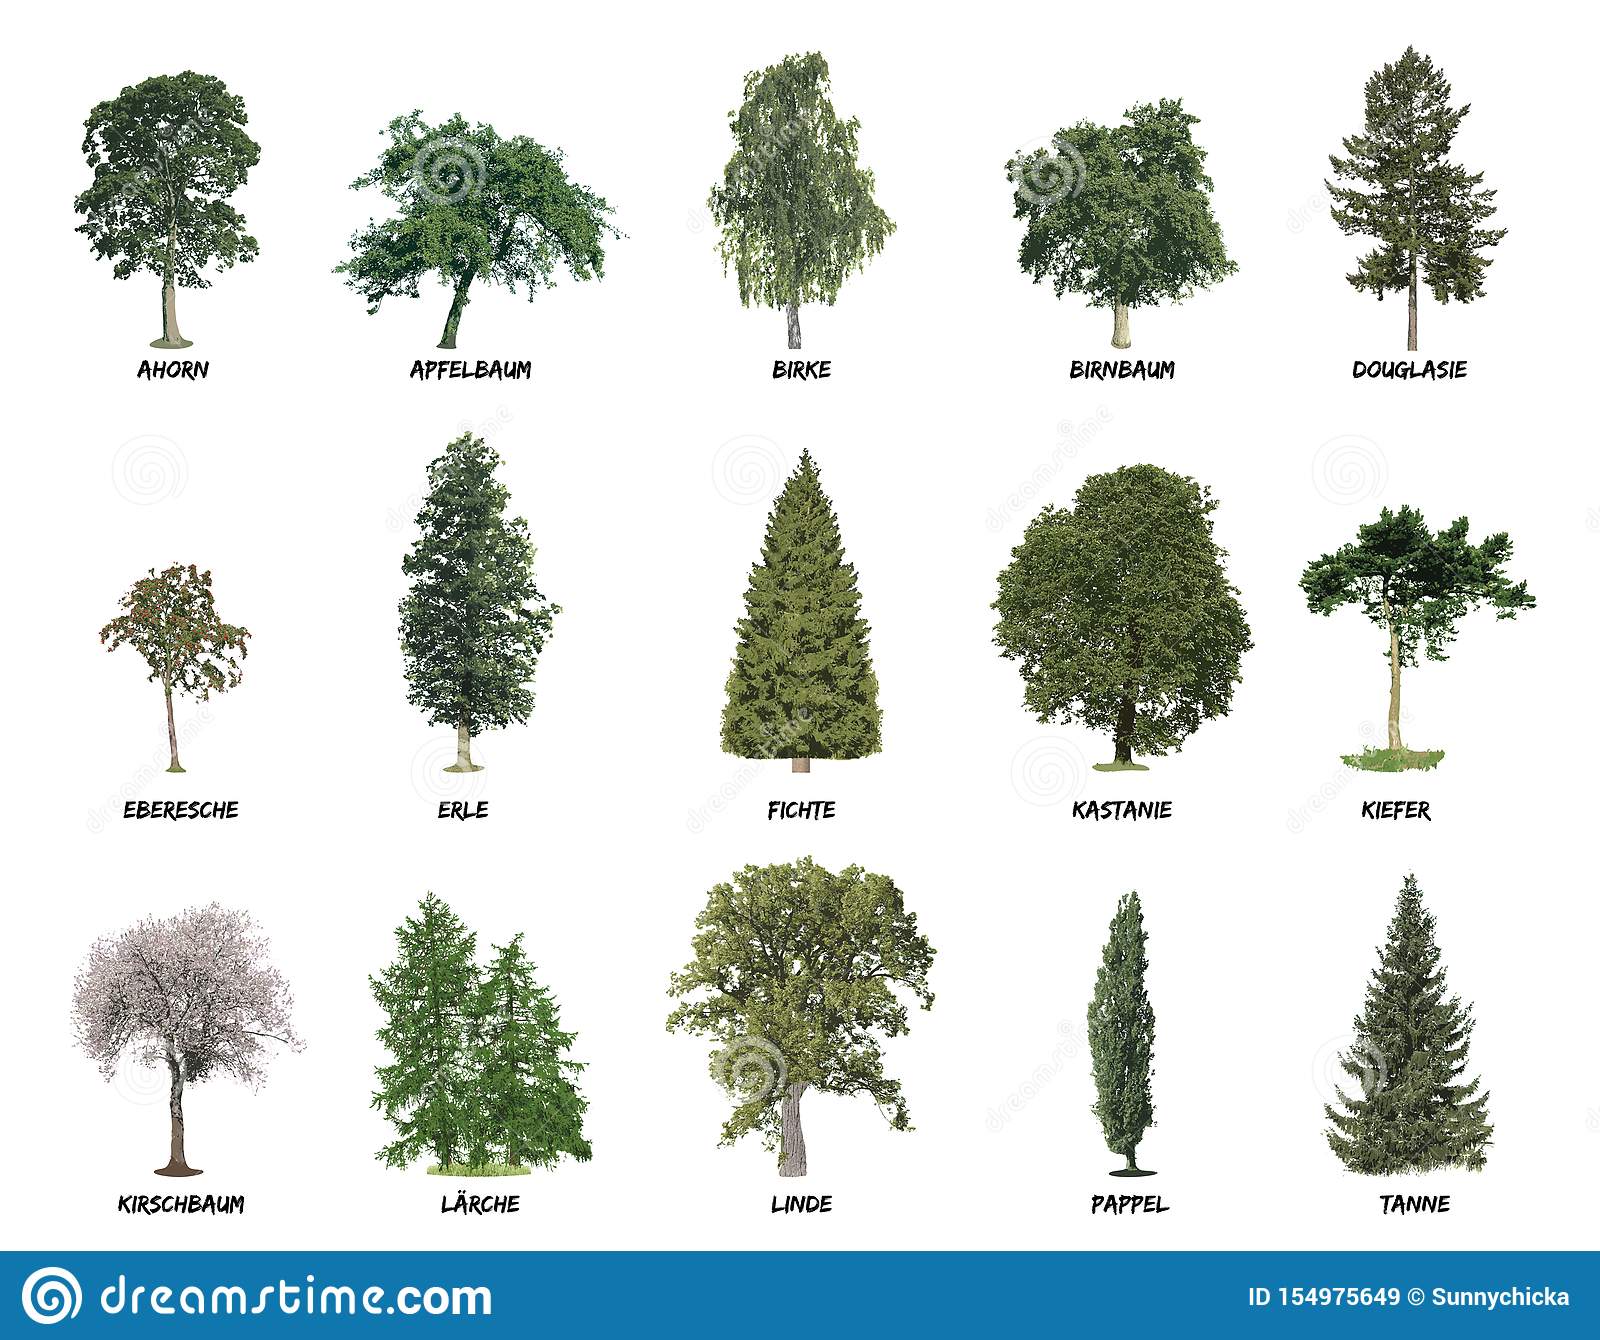 AHORN APFELBAUM BIRKE BIRNBAUM DOUGLASIE
EBERESCHE ERLE FICHTE KASTANIE KIEFER
KIRSCHBAUM LÄRCHE LINDE PAPPEL TANNE
dreamstime.com ID 154975649 © Sunnychicka